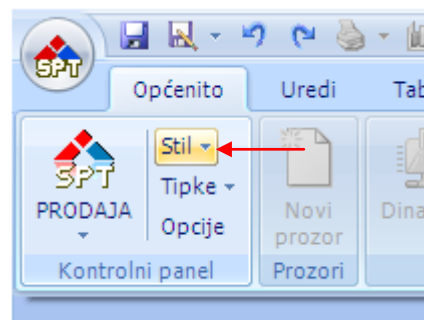 SPT
Općenito Uredi Tab
SPT
PRODAJA
Stil
Tipke
Opcije
Novi
prozor
Dina
Kontrolni panel Prozori